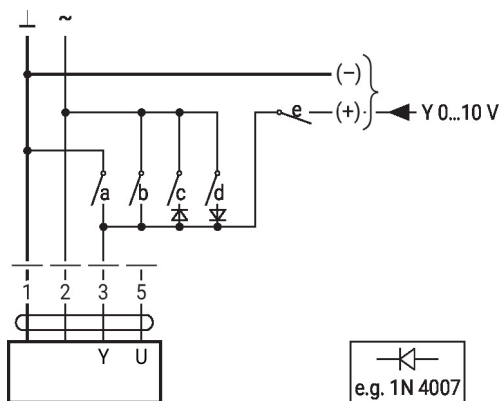 ⊥ ~
(–)
e (+) Y 0...10 V
a b c d
1 2 3 5
Y U
e.g. 1N 4007